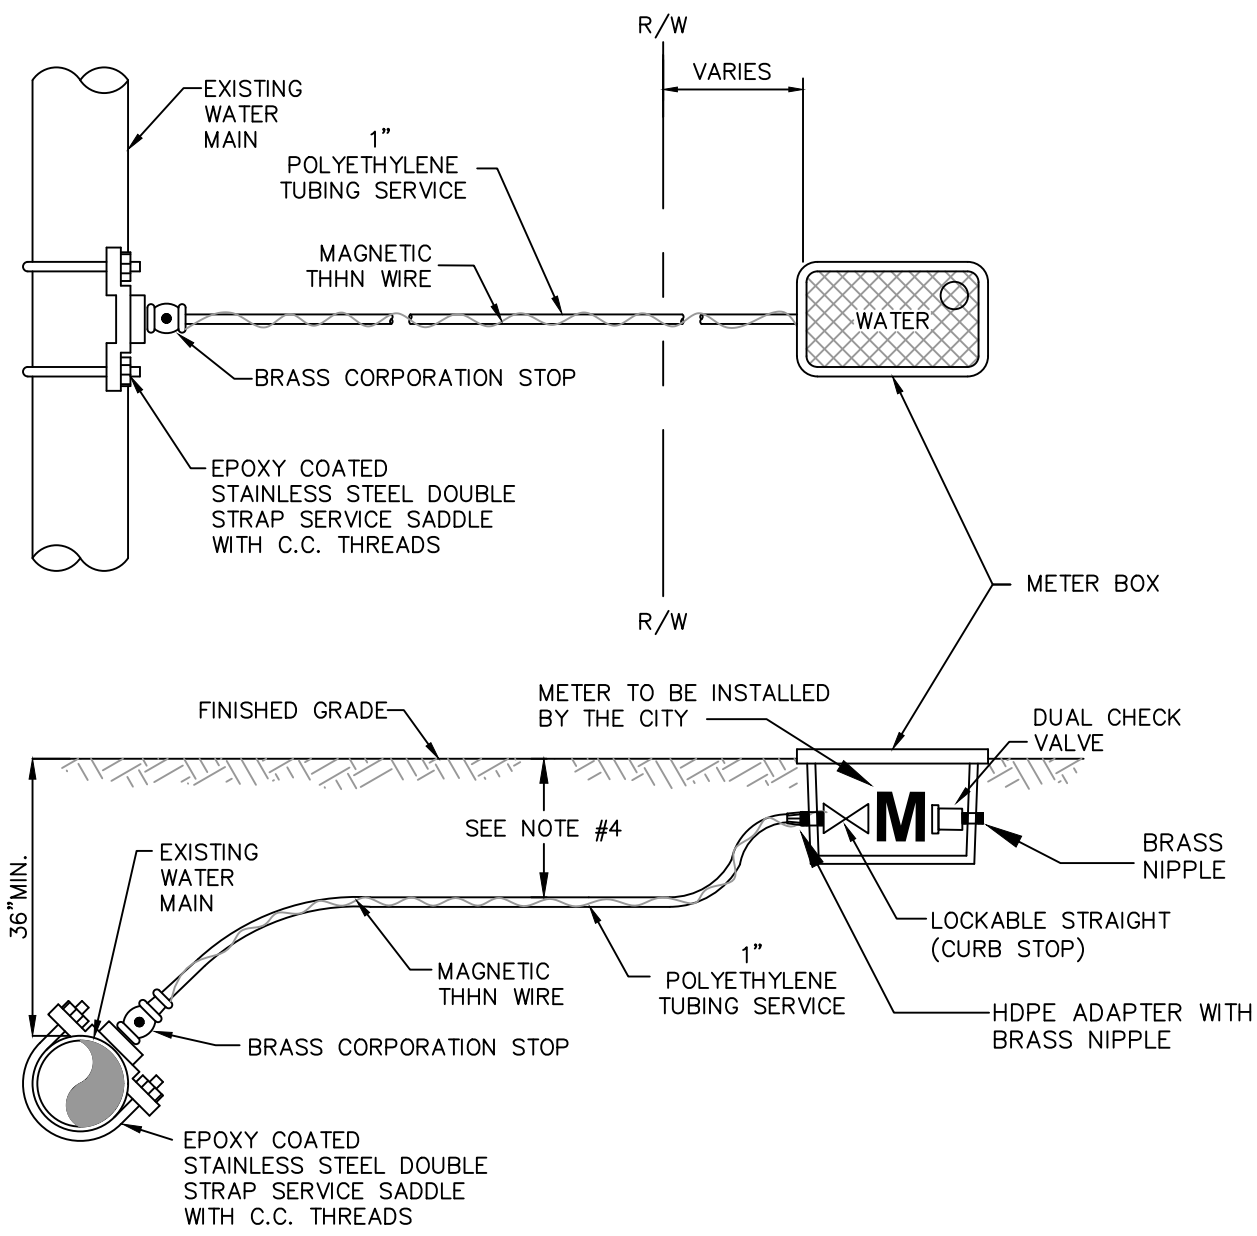 R/W
VARIES
EXISTING
WATER
MAIN
1”
POLYETHYLENE
TUBING SERVICE
MAGNETIC
THHN WIRE
WATER
BRASS CORPORATION STOP
EPOXY COATED
STAINLESS STEEL DOUBLE
STRAP SERVICE SADDLE
WITH C.C. THREADS
METER BOX
R/W
METER TO BE INSTALLED
BY THE CITY
FINISHED GRADE
DUAL CHECK
VALVE
M
SEE NOTE #4
BRASS
NIPPLE
EXISTING
WATER
MAIN
36”MIN.
LOCKABLE STRAIGHT
(CURB STOP)
MAGNETIC
THHN WIRE
1”
POLYETHYLENE
TUBING SERVICE
HDPE ADAPTER WITH
BRASS NIPPLE
BRASS CORPORATION STOP
EPOXY COATED
STAINLESS STEEL DOUBLE
STRAP SERVICE SADDLE
WITH C.C. THREADS